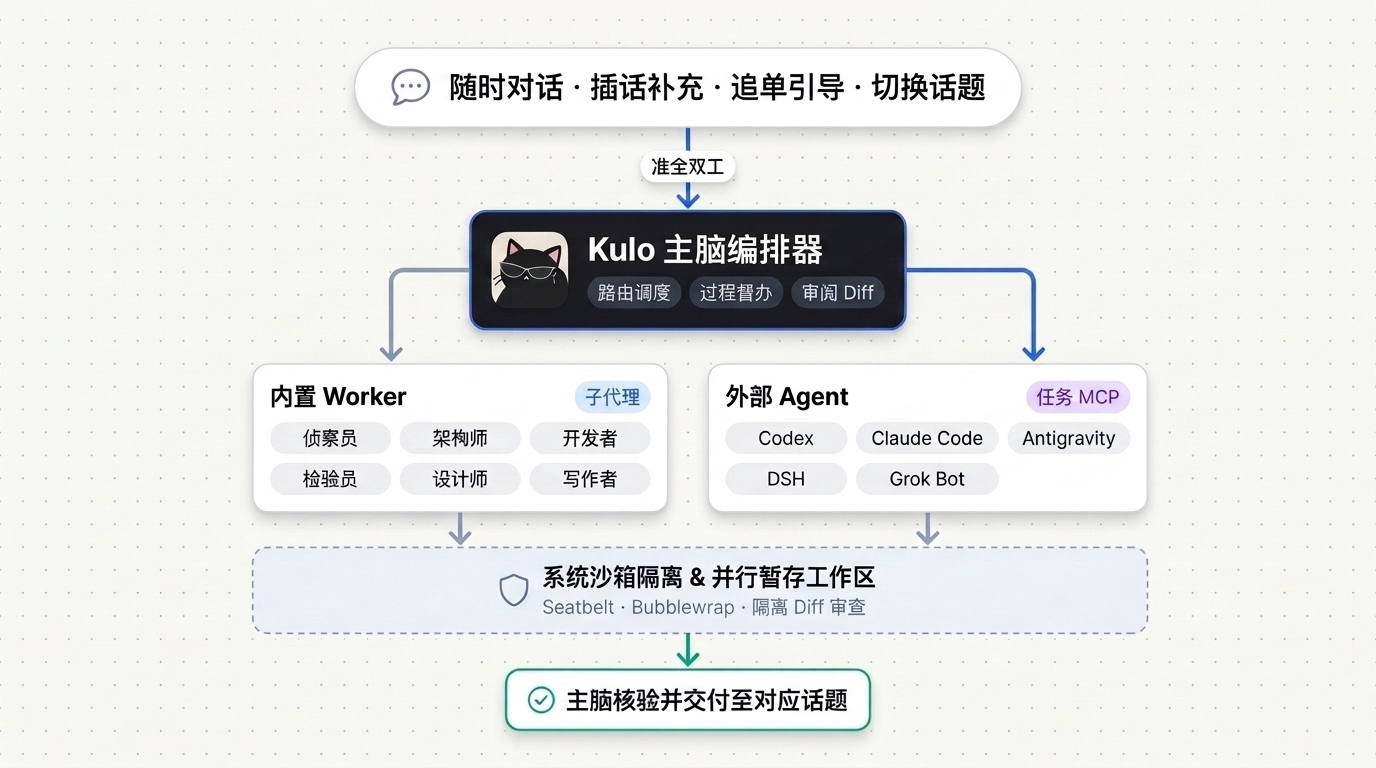 随时对话 · 插话补充 · 追单引导 · 切换话题
准全双工
Kulo 主脑编排器
路由调度 过程督办 审阅 Diff
内置 Worker 子代理
侦察员 架构师 开发者
检验员 设计师 写作者
外部 Agent 任务 MCP
Codex Claude Code Antigravity
DSH Grok Bot
系统沙箱隔离 & 并行暂存工作区
Seatbelt · Bubblewrap · 隔离 Diff 审查
主脑核验并交付至对应话题